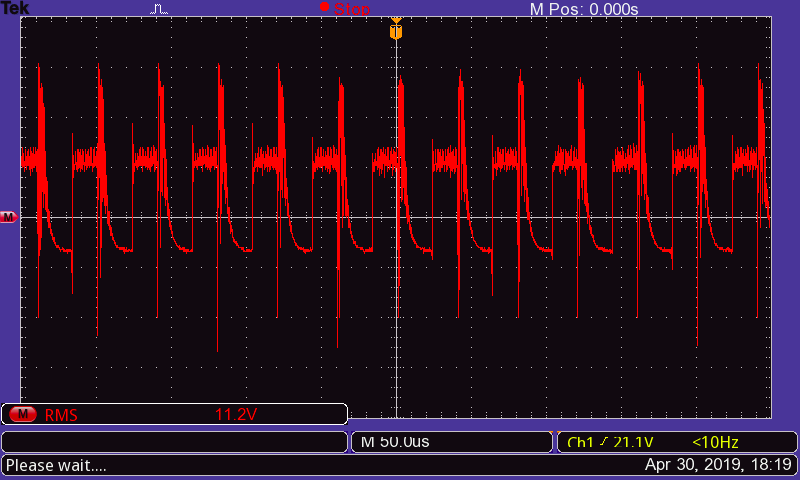 Tek Stop M Pos: 0.000s
T
M
M RMS 11.2V
M 50.0us Ch1 21.1V <10Hz
Please wait.... Apr 30, 2019, 18:19